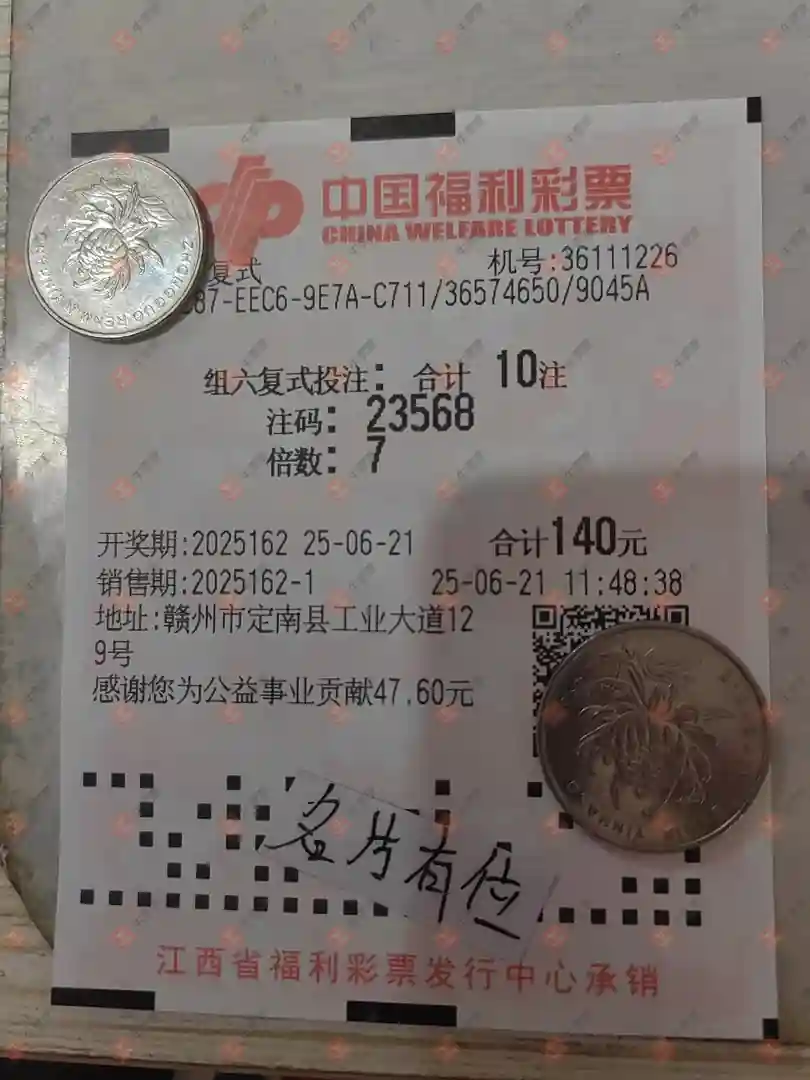 中国福利彩票
CHINA WELFARE LOTTERY
复式 机号:36111226
87-EEC6-9E7A-C711/36574650/9045A
组六复式投注: 合计 10注
注码: 23568
倍数: 7
开奖期:2025162 25-06-21 合计140元
销售期:2025162-1 25-06-21 11:48:38
地址:赣州市定南县工业大道12
9号
感谢您为公益事业贡献47.60元
名片有位
江西省福利彩票发行中心承销